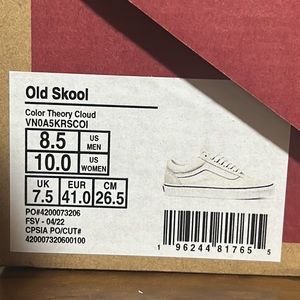 Old Skool
Color Theory Cloud
VN0A5KRSCOI
8.5 US MEN
10.0 US WOMEN
UK EUR CM
7.5 41.0 26.5
PO#4200073206
FSV - 04/22
CPSIA PO/CUT#
420007320600100
1 96244 81765 5